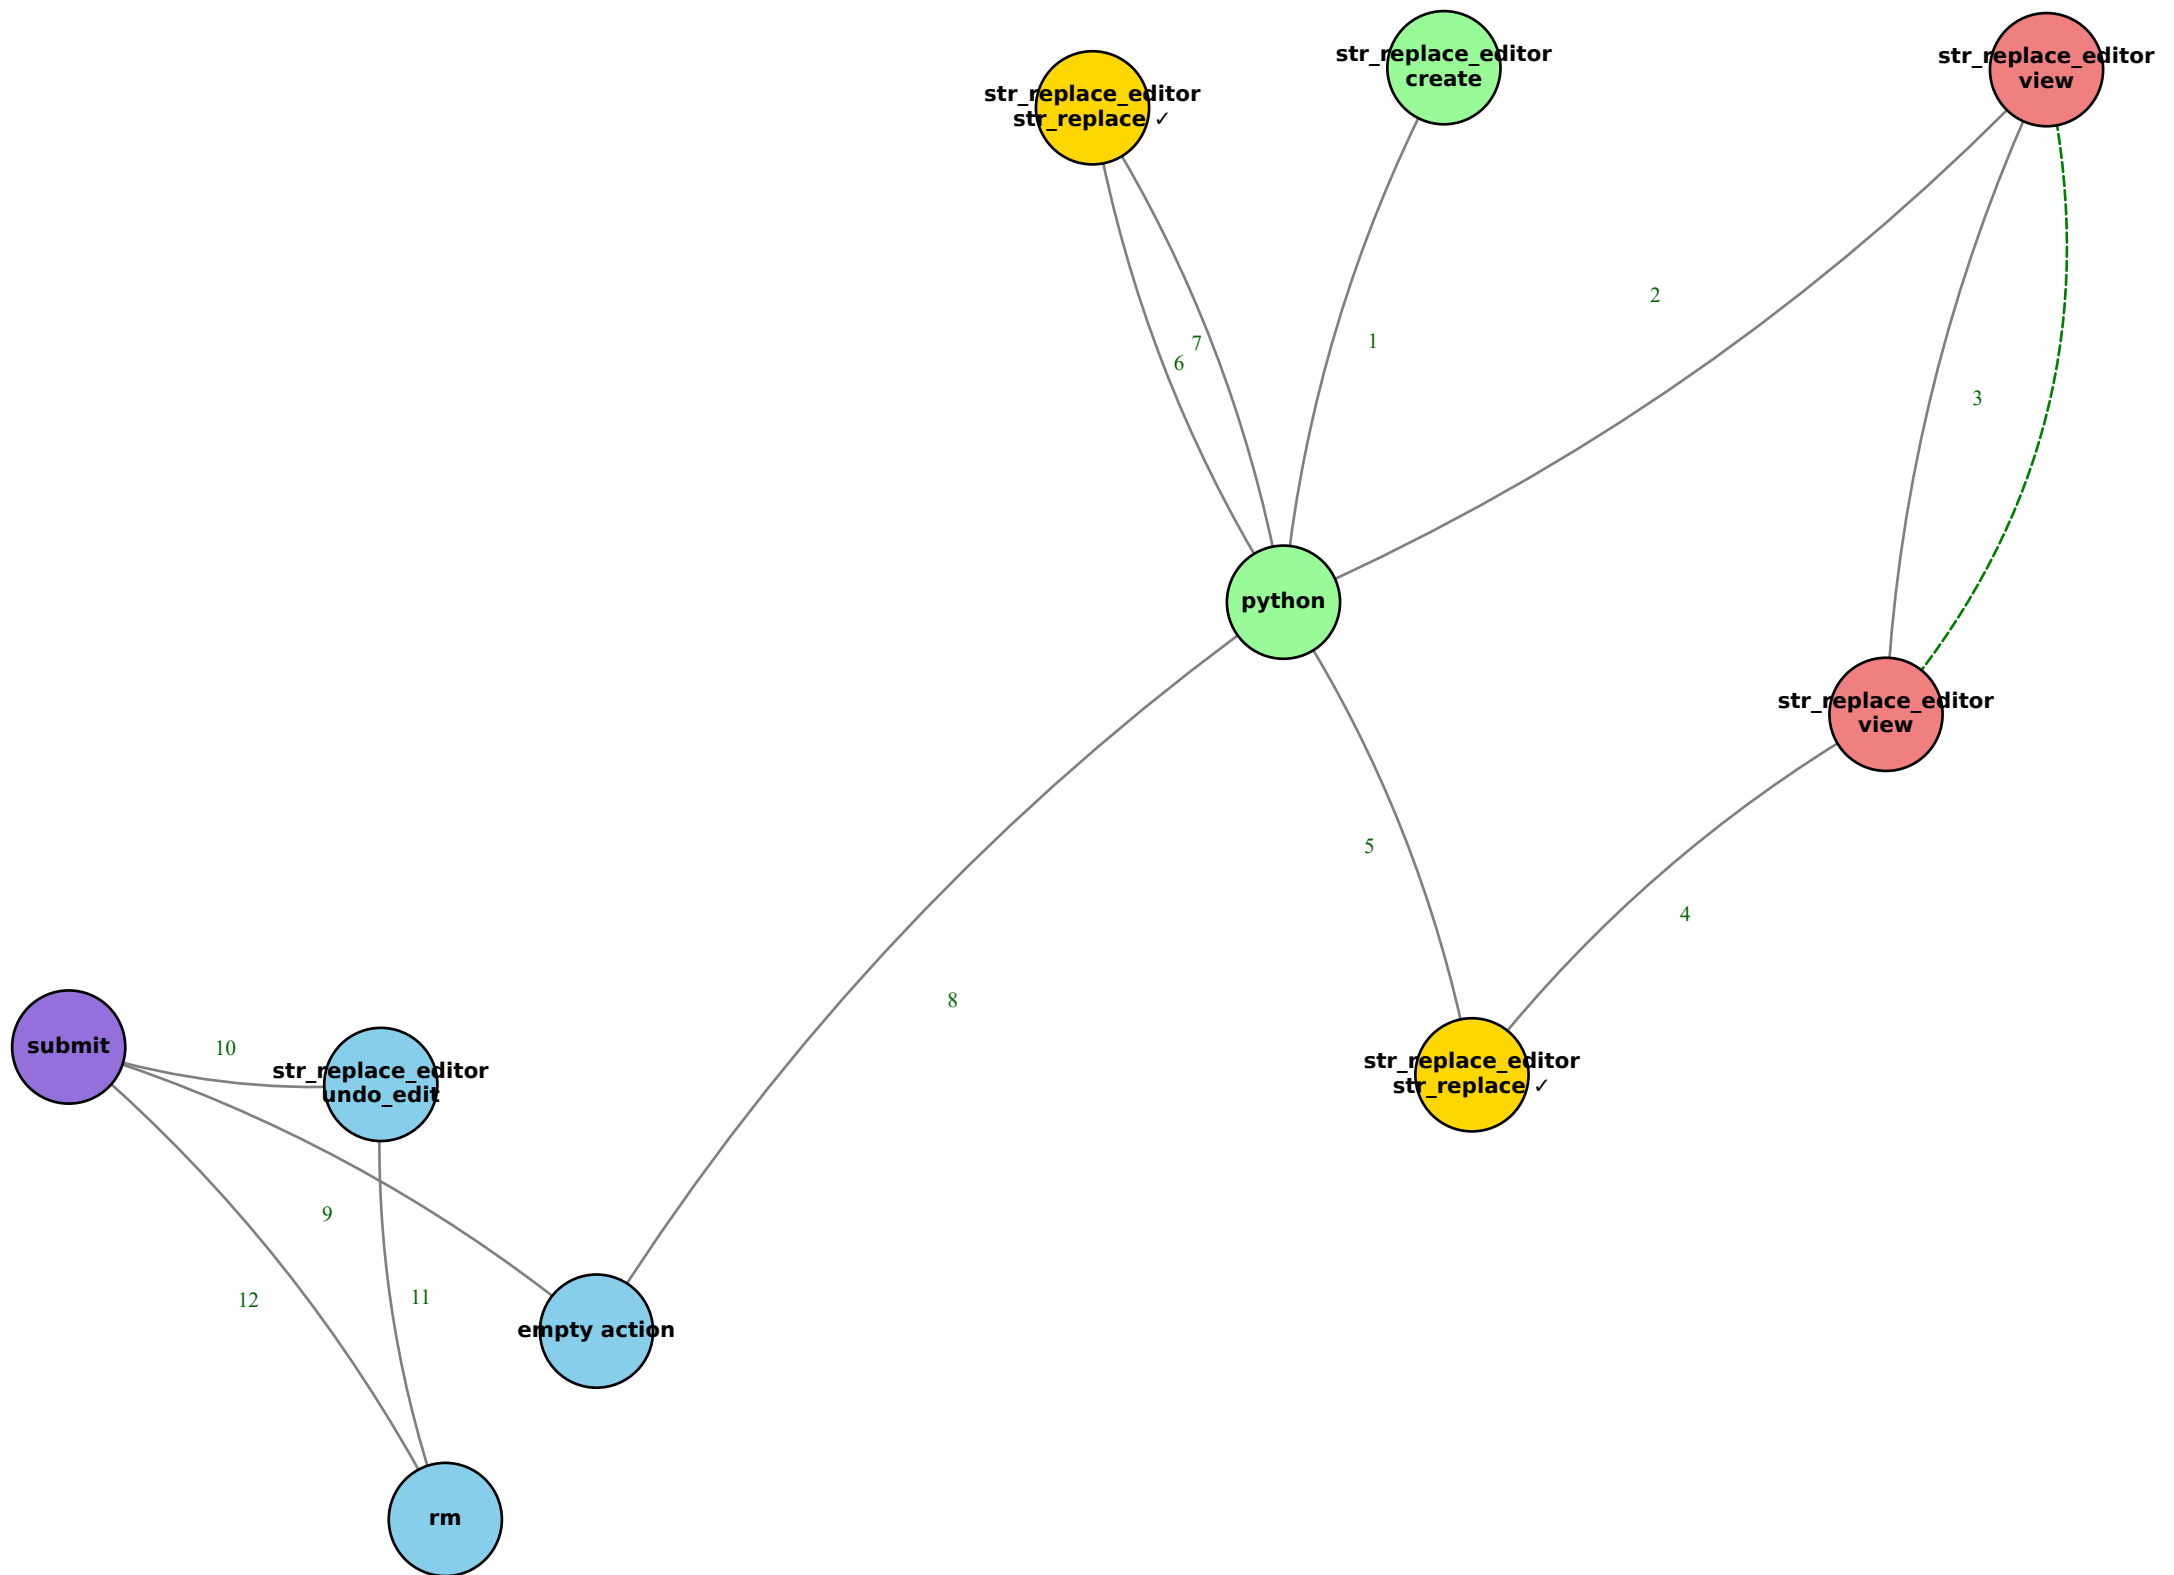 str_replace_editor
create
str_replace_editor
view
str_replace_editor
str_replace ✓
2
1
7
6
3
python
str_replace_editor
view
5
4
8
submit
10
str_replace_editor
undo_edit
str_replace_editor
str_replace ✓
9
12
11
empty action
rm